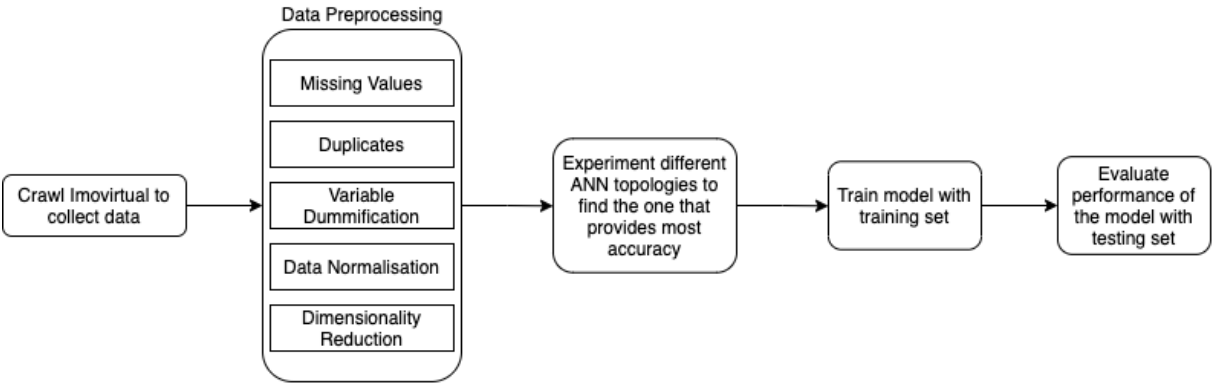 Data Preprocessing
Missing Values
Duplicates
Variable
Dummification
Data Normalisation
Dimensionality
Reduction
Crawl Imovirtual to
collect data
Experiment different
ANN topologies to
find the one that
provides most
accuracy
Train model with
training set
Evaluate
performance of
the model with
testing set